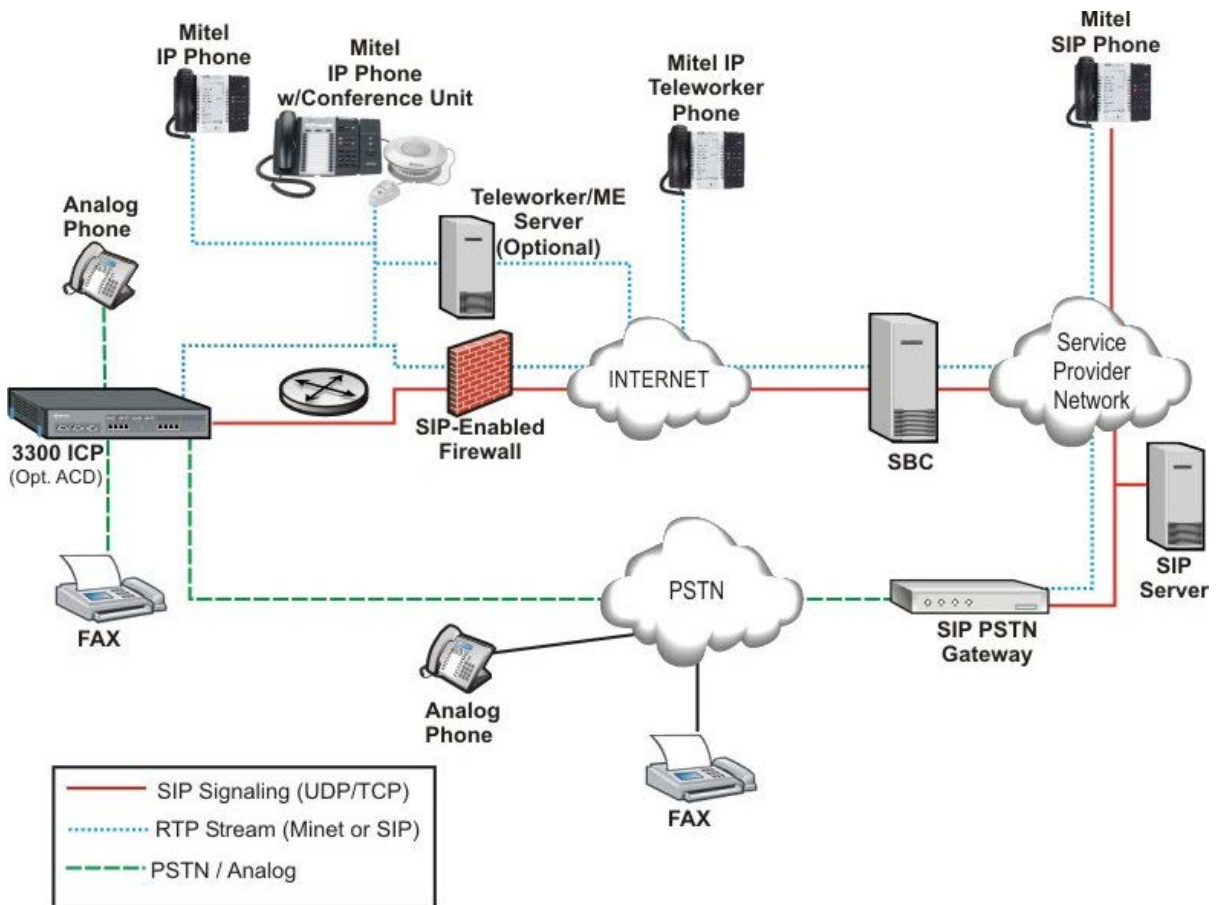 Mitel
IP Phone
Mitel
IP Phone
w/Conference Unit
Mitel IP
Teleworker
Phone
Mitel
SIP Phone
Analog
Phone
Teleworker/ME
Server
(Optional)
INTERNET
Service
Provider
Network
SIP-Enabled
Firewall
SBC
3300 ICP
(Opt. ACD)
SIP
Server
FAX
PSTN
SIP PSTN
Gateway
Analog
Phone
FAX
SIP Signaling (UDP/TCP)
RTP Stream (Minet or SIP)
PSTN / Analog